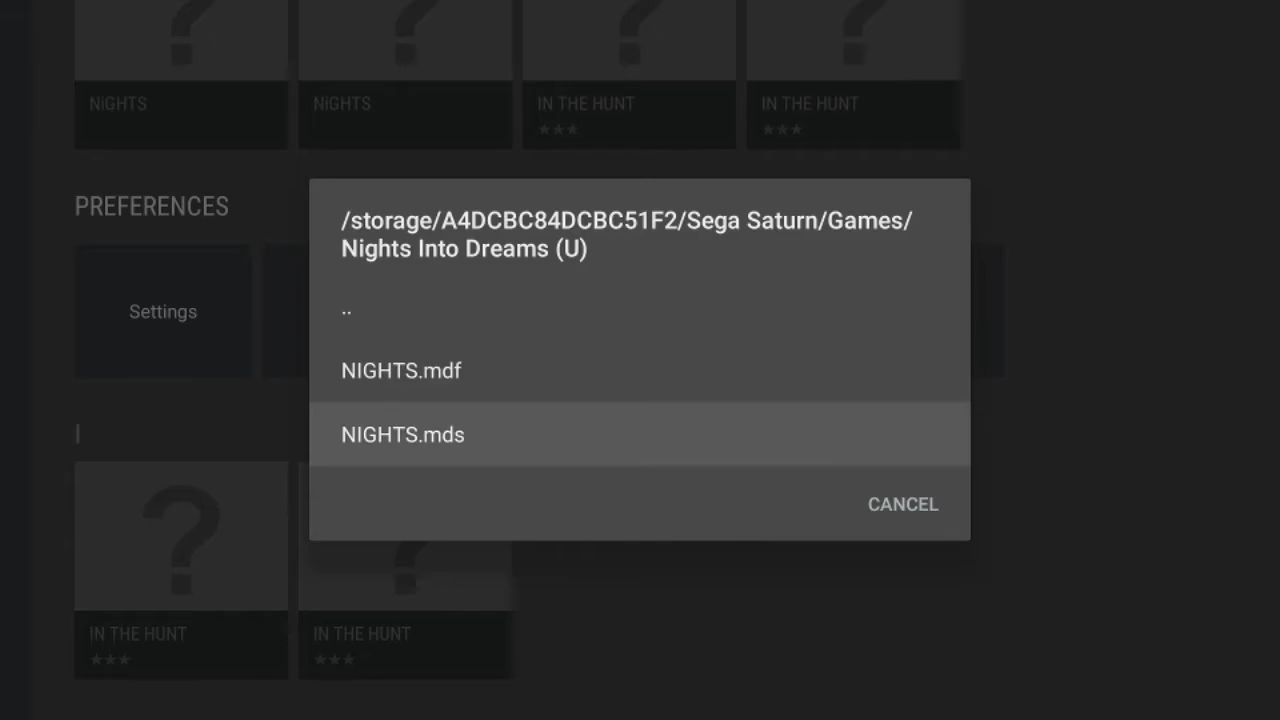 NiGHTS
NiGHTS
IN THE HUNT
★★★
IN THE HUNT
★★★
PREFERENCES
/storage/A4DCBC84DCBC51F2/Sega Saturn/Games/
Nights Into Dreams (U)
..
NIGHTS.mdf
NIGHTS.mds
CANCEL
Settings
I
IN THE HUNT
★★★
IN THE HUNT
★★★